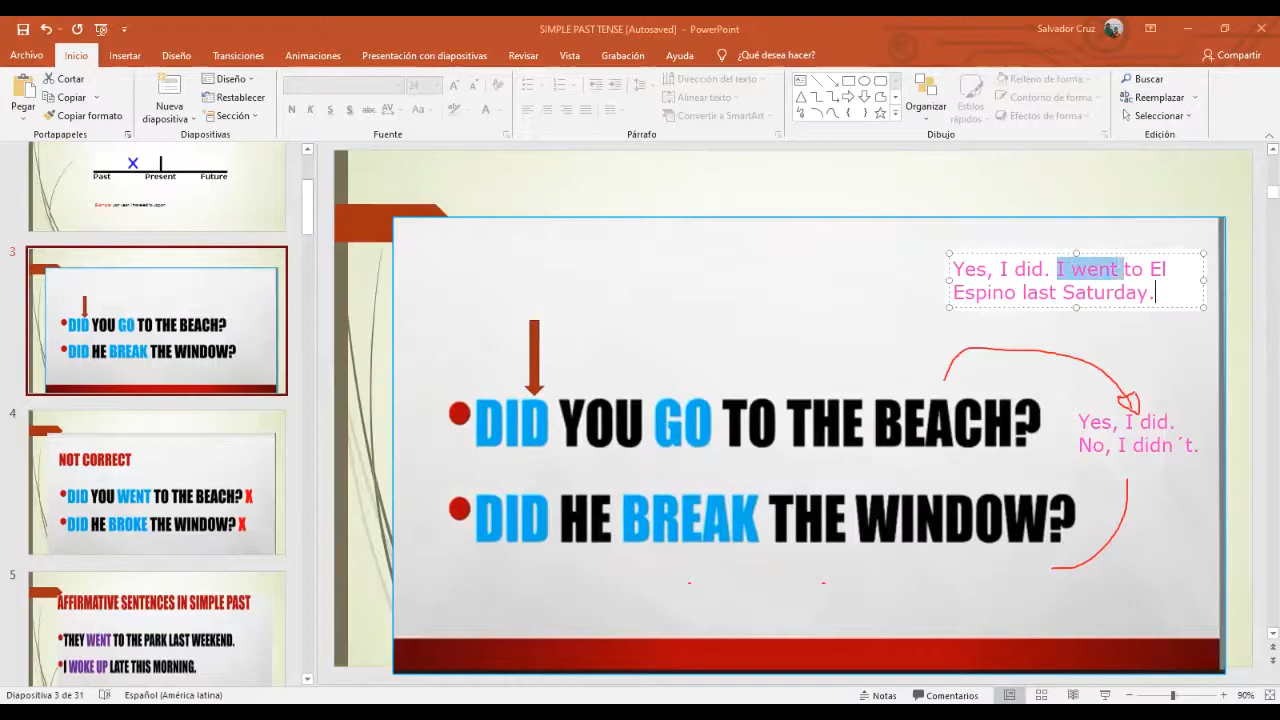 SIMPLE PAST TENSE [Autosaved] - PowerPoint
Salvador Cruz
Archivo Inicio Insertar Diseño Transiciones Animaciones Presentación con diapositivas Revisar Vista Grabación Ayuda ¿Qué desea hacer? Compartir
Pegar
Cortar
Copiar
Copiar formato
Portapapeles
Nueva
diapositiva
Diseño
Restablecer
Sección
Diapositivas
24
N K S S abc AV Aa A
Fuente
Dirección del texto
Alinear texto
Convertir a SmartArt
Párrafo
Organizar
Estilos
rápidos
Relleno de forma
Contorno de forma
Efectos de forma
Dibujo
Buscar
Reemplazar
Seleccionar
Edición
X
Past Present Future
3
DID YOU GO TO THE BEACH?
DID HE BREAK THE WINDOW?
4
NOT CORRECT
DID YOU WENT TO THE BEACH? X
DID HE BROKE THE WINDOW? X
5
AFFIRMATIVE SENTENCES IN SIMPLE PAST
THEY WENT TO THE PARK LAST WEEKEND.
I WOKE UP LATE THIS MORNING.
Yes, I did. I went to El
Espino last Saturday.
DID YOU GO TO THE BEACH?
DID HE BREAK THE WINDOW?
Yes, I did.
No, I didn´t.
Diapositiva 3 de 31 Español (América latina) Notas Comentarios 90%